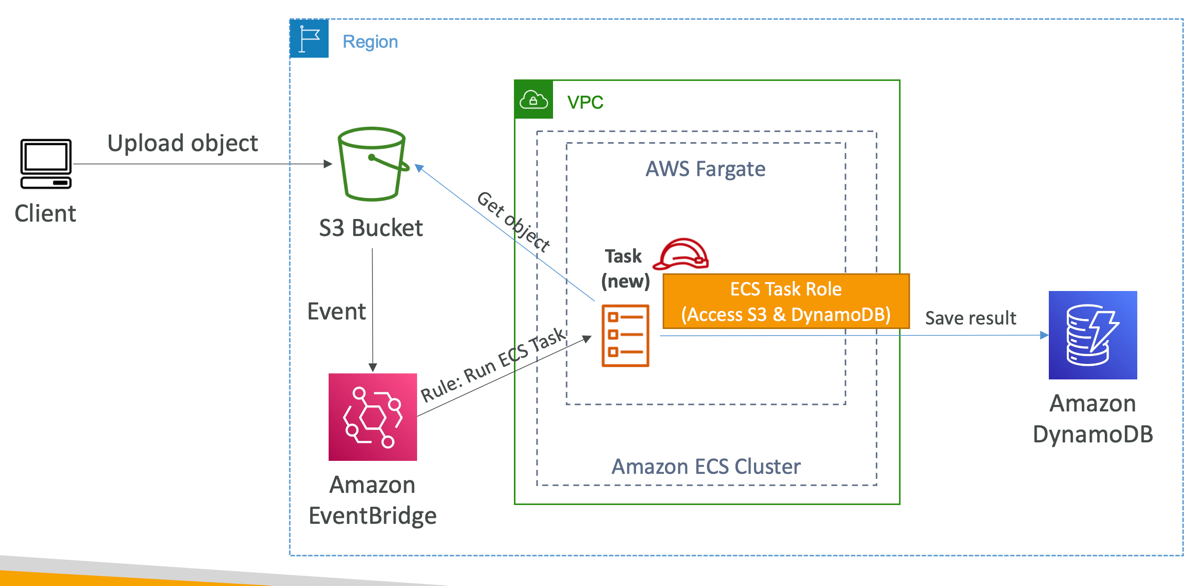 Region
VPC
Upload object
AWS Fargate
Client
S3 Bucket
Get object
Task
(new)
ECS Task Role
(Access S3 & DynamoDB)
Save result
Event
Rule: Run ECS Task
Amazon
DynamoDB
Amazon ECS Cluster
Amazon
EventBridge